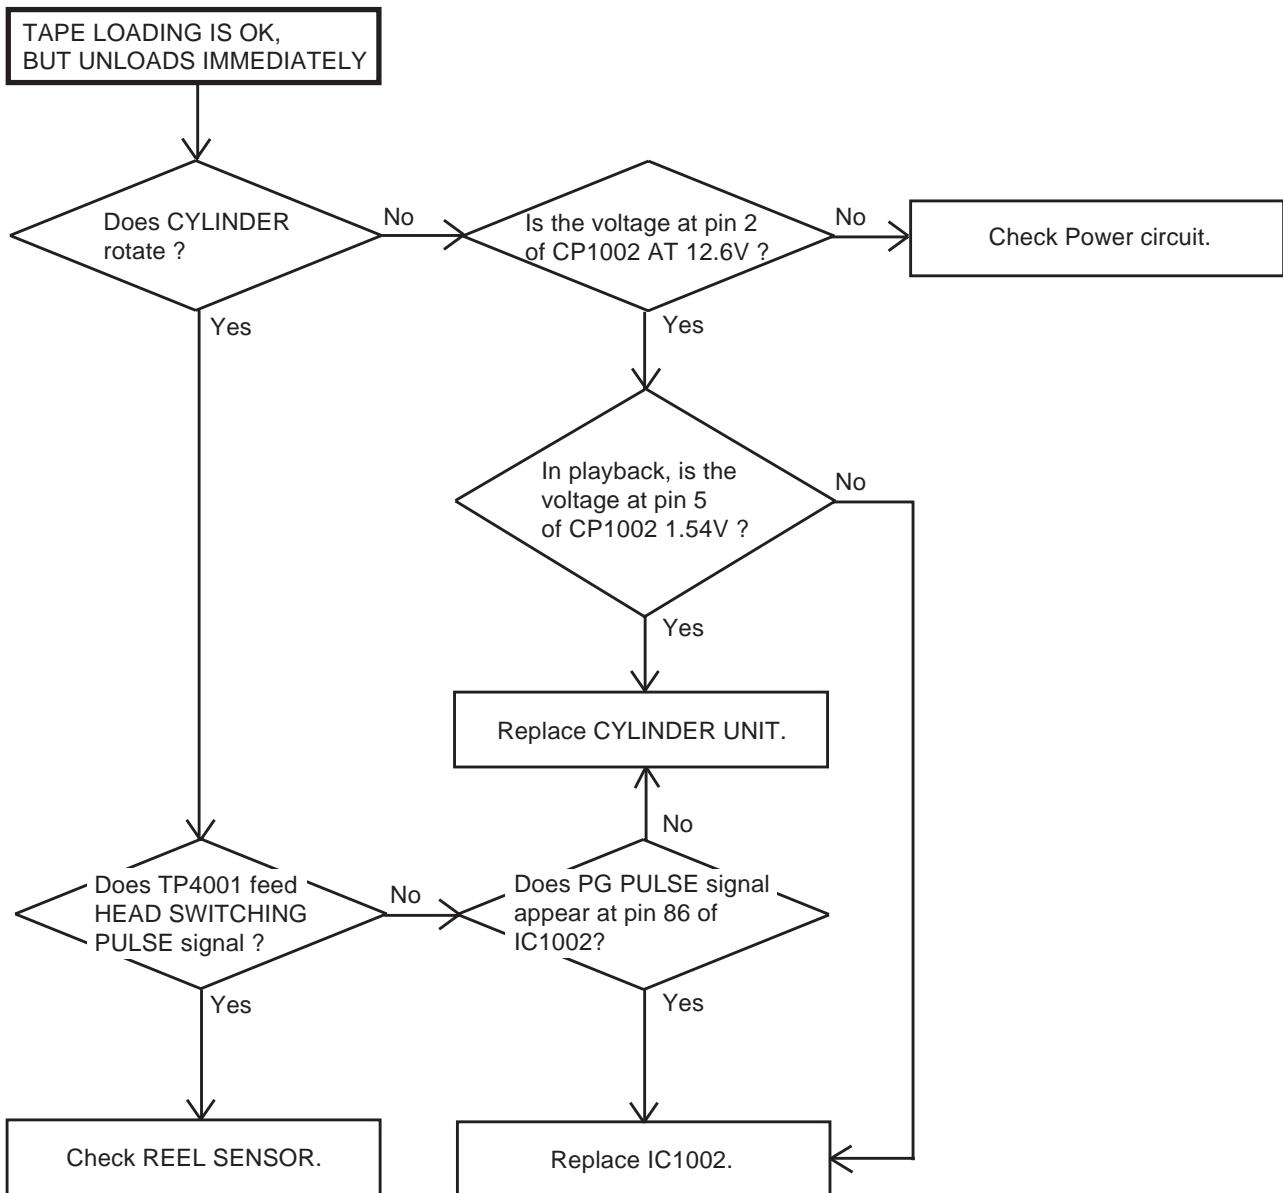 TAPE LOADING IS OK,
BUT UNLOADS IMMEDIATELY
Does CYLINDER
rotate ?
No
Is the voltage at pin 2
of CP1002 AT 12.6V ?
No
Check Power circuit.
Yes
Yes
In playback, is the
voltage at pin 5
of CP1002 1.54V ?
No
Yes
Replace CYLINDER UNIT.
No
Does TP4001 feed
HEAD SWITCHING
PULSE signal ?
No
Does PG PULSE signal
appear at pin 86 of
IC1002?
Yes
Yes
Check REEL SENSOR.
Replace IC1002.